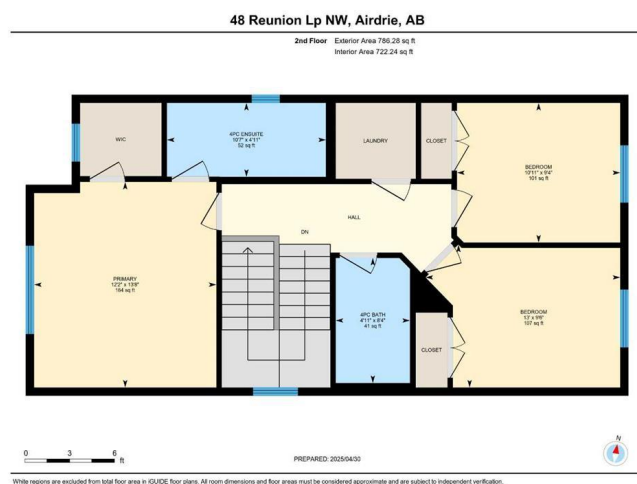 48 Reunion Lp NW, Airdrie, AB
2nd Floor Exterior Area 786.28 sq ft
Interior Area 722.24 sq ft
WIC
4PC ENSUITE
10'7" x 4'11"
52 sq ft
LAUNDRY
CLOSET
BEDROOM
10'11" x 9'4"
101 sq ft
HALL
DN
PRIMARY
12'2" x 13'8"
164 sq ft
4PC BATH
4'11" x 8'4"
41 sq ft
BEDROOM
13' x 9'6"
107 sq ft
CLOSET
0 3 6
ft
PREPARED: 2025/04/30
N
White regions are excluded from total floor area in iGUIDE floor plans. All room dimensions and floor areas must be considered approximate and are subject to independent verification.